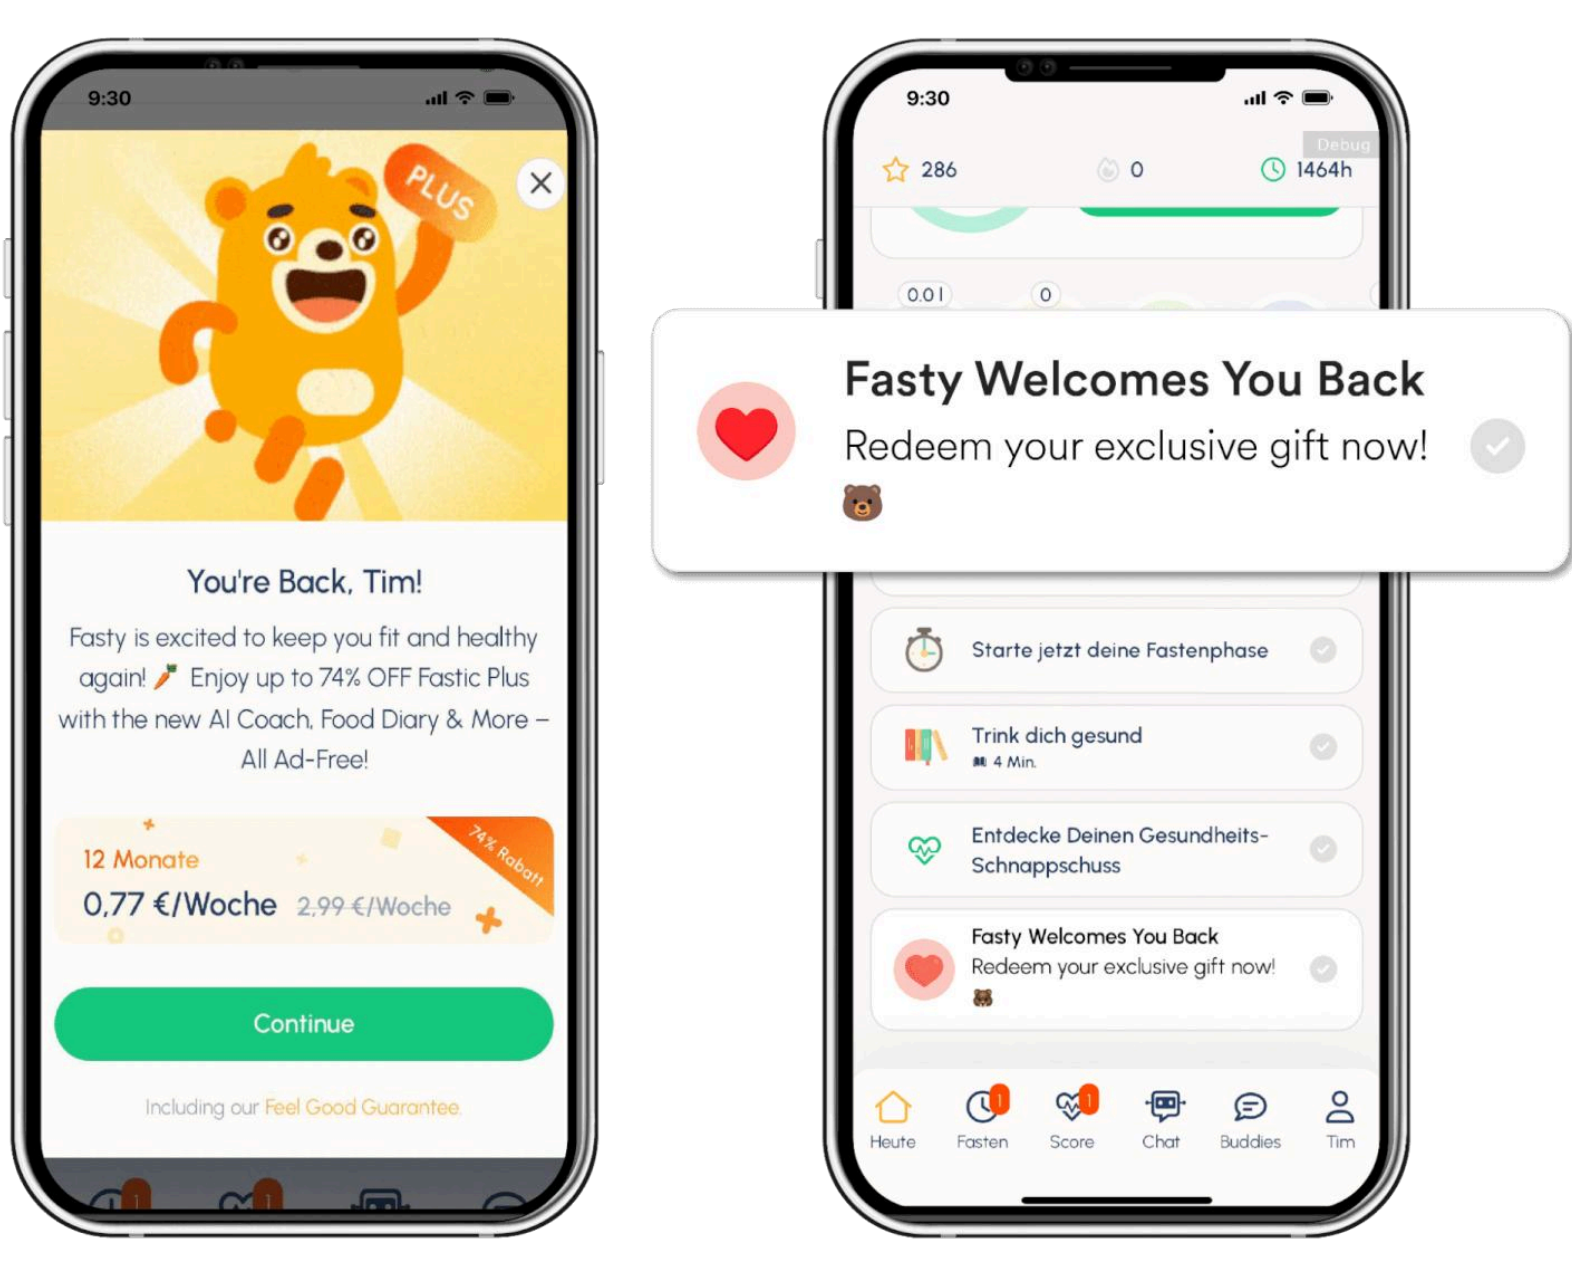 9:30
PLUS
You're Back, Tim!
Fasty is excited to keep you fit and healthy
again! 🥕 Enjoy up to 74% OFF Fastic Plus
with the new AI Coach, Food Diary & More –
All Ad-Free!
74% Rabatt
12 Monate
0,77 €/Woche 2,99 €/Woche
Continue
Including our Feel Good Guarantee.
1 1
9:30
Debug
286 0 1464h
0.0 l 0
Fasty Welcomes You Back
Redeem your exclusive gift now!
🐻
Starte jetzt deine Fastenphase
Trink dich gesund
4 Min.
Entdecke Deinen Gesundheits-
Schnappschuss
Fasty Welcomes You Back
Redeem your exclusive gift now!
🐻
1 1
Heute Fasten Score Chat Buddies Tim